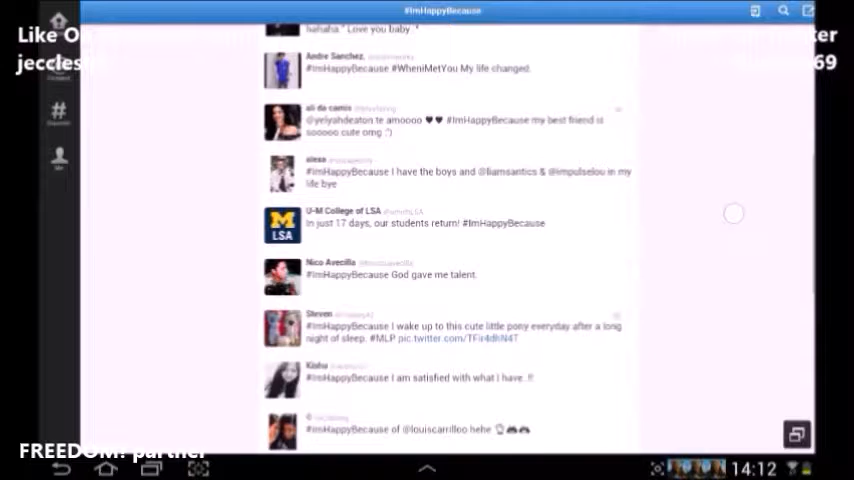 #ImHappyBecause
Like O
jeccles
69
hahaha." Love you baby
Andre Sanchez,
#ImHappyBecause #WheniMetYou My life changed.
ali da camis
@yeiyahdeaton te amoooo ♥♥ #ImHappyBecause my best friend is
sooooo cute omg :')
alexa
#ImHappyBecause I have the boys and @liamsantics & @impulselou in my
life bye
U-M College of LSA
In just 17 days, our students return! #ImHappyBecause
M
LSA
Nico Avecilla
#ImHappyBecause God gave me talent.
Steven
#ImHappyBecause I wake up to this cute little pony everyday after a long
night of sleep. #MLP pic.twitter.com/TFir4dhN4T
Kisha
#ImHappyBecause I am satisfied with what I have..!!
#ImHappyBecause of @louiscarrilloo hehe
Me
FREEDOM! partner
14:12